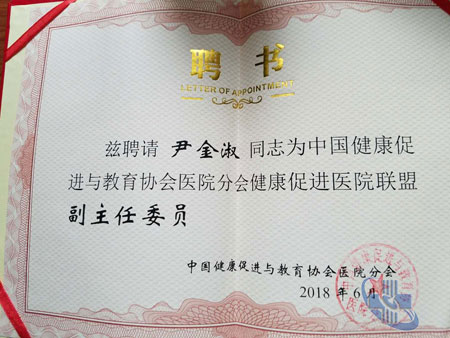 聘书
LETTER OF APPOINTMENT
兹聘请 尹金淑 同志为中国健康促
进与教育协会医院分会健康促进医院联盟
副主任委员
中国健康促进与教育协会医院分会
2018 年 6 月